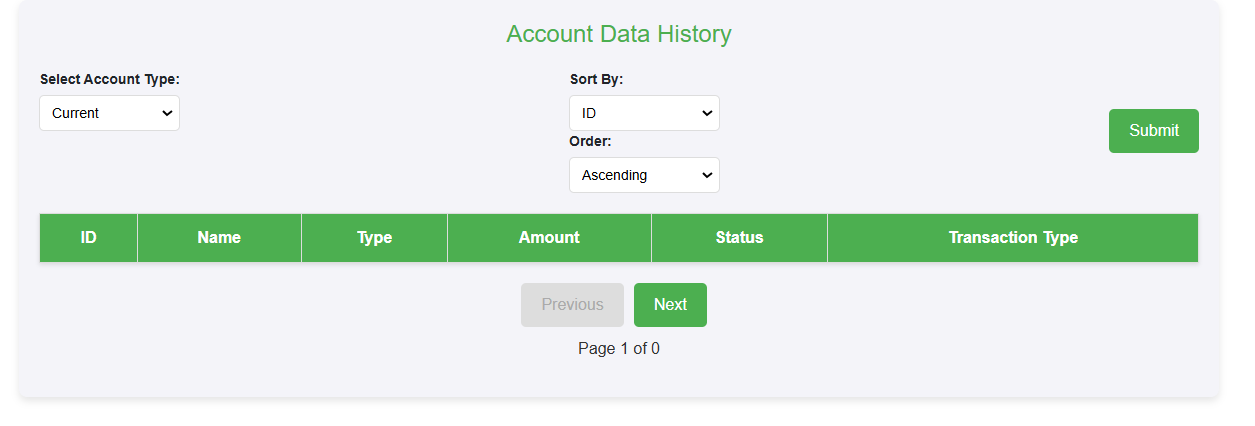 Account Data History
Select Account Type:
Current
Sort By:
ID
Order:
Ascending
Submit
ID Name Type Amount Status Transaction Type
Previous Next
Page 1 of 0